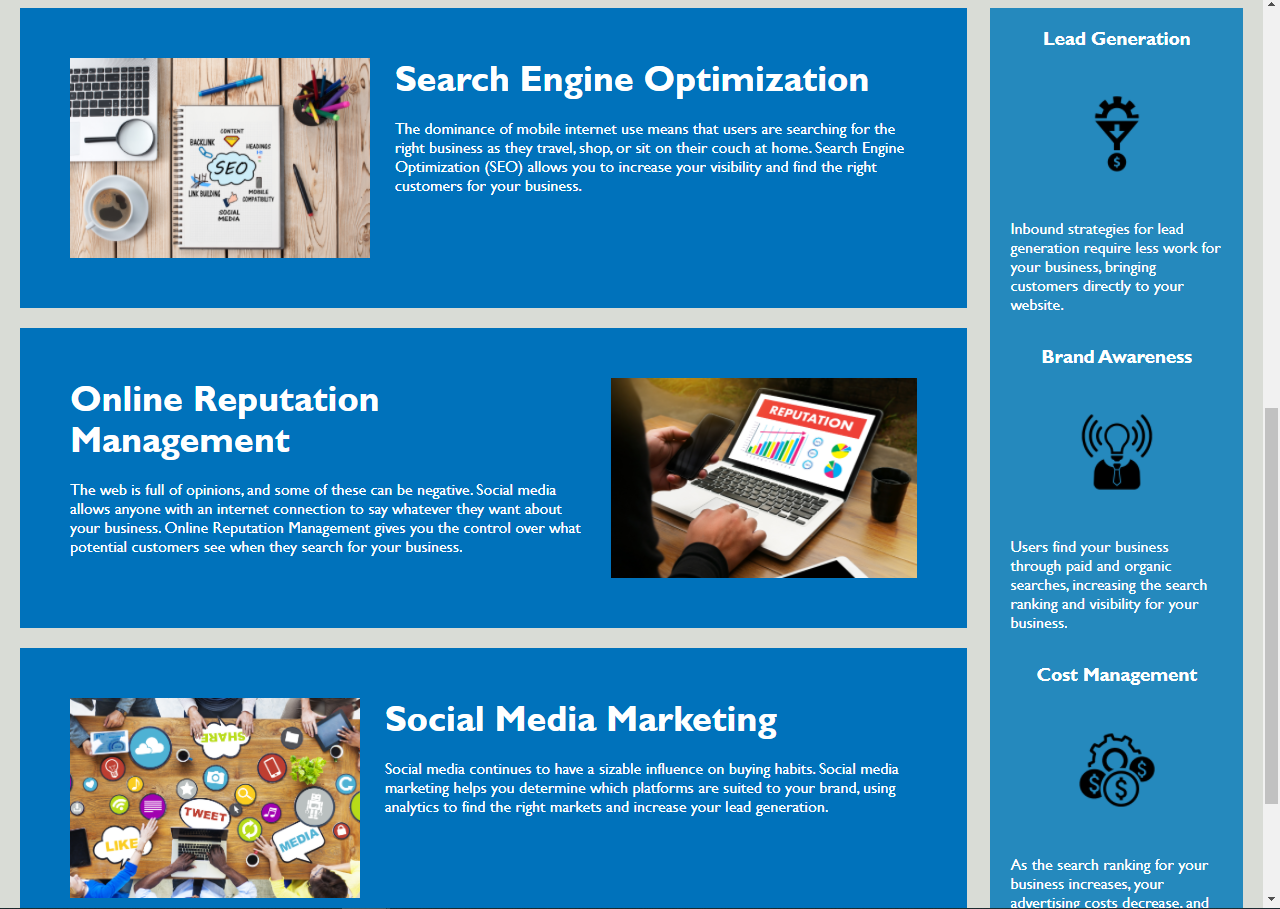 Search Engine Optimization
The dominance of mobile internet use means that users are searching for the
right business as they travel, shop, or sit on their couch at home. Search Engine
Optimization (SEO) allows you to increase your visibility and find the right
customers for your business.
CONTENT
BACKLINK
HEADINGS
SEO
LINK BUILDING
MOBILE
COMPATIBILITY
SOCIAL
MEDIA
Online Reputation
Management
The web is full of opinions, and some of these can be negative. Social media
allows anyone with an internet connection to say whatever they want about
your business. Online Reputation Management gives you the control over what
potential customers see when they search for your business.
REPUTATION
Social Media Marketing
Social media continues to have a sizable influence on buying habits. Social media
marketing helps you determine which platforms are suited to your brand, using
analytics to find the right markets and increase your lead generation.
SHARE
TWEET
LIKE
MEDIA
Lead Generation
$
Inbound strategies for lead
generation require less work for
your business, bringing
customers directly to your
website.
Brand Awareness
Users find your business
through paid and organic
searches, increasing the search
ranking and visibility for your
business.
Cost Management
$ $ $
As the search ranking for your
business increases, your
advertising costs decrease, and